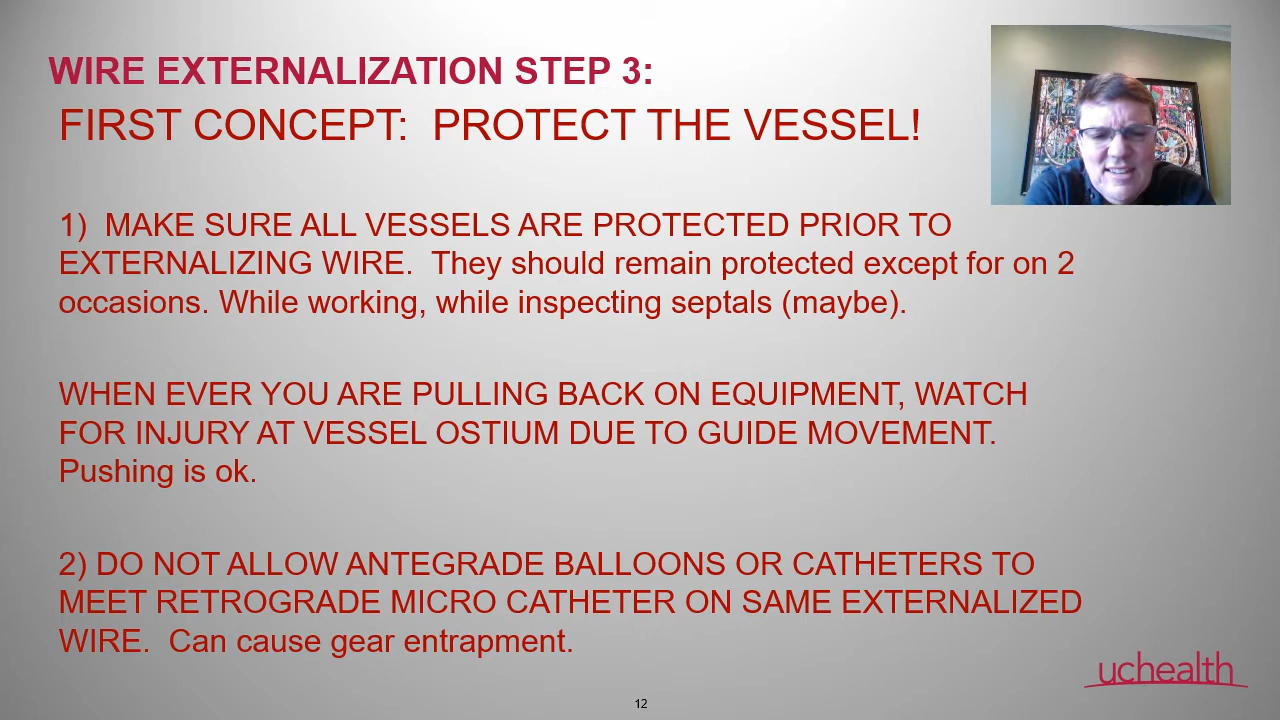 WIRE EXTERNALIZATION STEP 3:
FIRST CONCEPT: PROTECT THE VESSEL!
1) MAKE SURE ALL VESSELS ARE PROTECTED PRIOR TO
EXTERNALIZING WIRE. They should remain protected except for on 2
occasions. While working, while inspecting septals (maybe).
WHEN EVER YOU ARE PULLING BACK ON EQUIPMENT, WATCH
FOR INJURY AT VESSEL OSTIUM DUE TO GUIDE MOVEMENT.
Pushing is ok.
2) DO NOT ALLOW ANTEGRADE BALLOONS OR CATHETERS TO
MEET RETROGRADE MICRO CATHETER ON SAME EXTERNALIZED
WIRE. Can cause gear entrapment.
uchealth
12